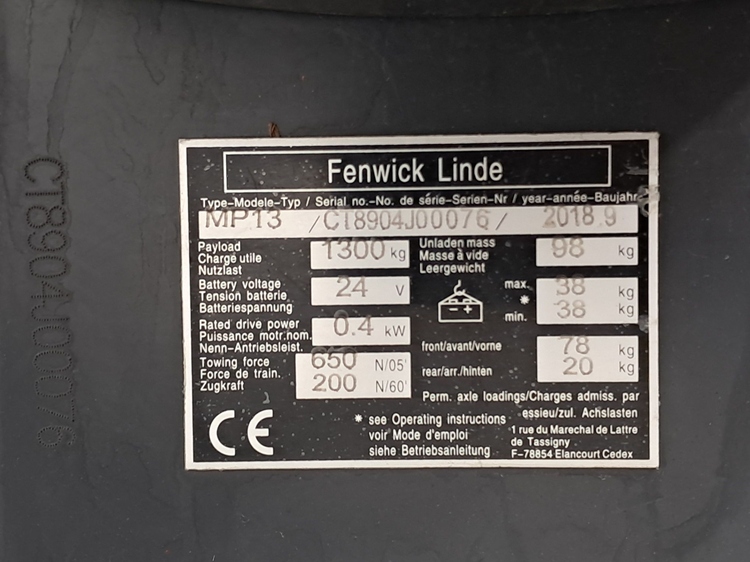 Fenwick Linde
Type-Modele-Typ / Serial no.-No. de série-Serien-Nr / year-année-Baujahr
MP13 / CT8904J00076 / 2018 9
Payload
Charge utile
Nutzlast
1300 kg
Unladen mass
Masse à vide
Leergewicht
98 kg
Battery voltage
Tension batterie
Batteriespannung
24 V
- +
max. 38 kg
*
min. 38 kg
Rated drive power
Puissance motr.nom.
Nenn-Antriebsleist.
0.4 kW
front/avant/vorne 78 kg
rear/arr./hinten 20 kg
Towing force
Force de train.
Zugkraft
650 N/05'
200 N/60'
Perm. axle loadings/Charges admiss. par
essieu/zul. Achslasten
CE
* see Operating instructions
voir Mode d'emploi
siehe Betriebsanleitung
1 rue du Marechal de Lattre
de Tassigny
F-78854 Elancourt Cedex
CT8904J00076